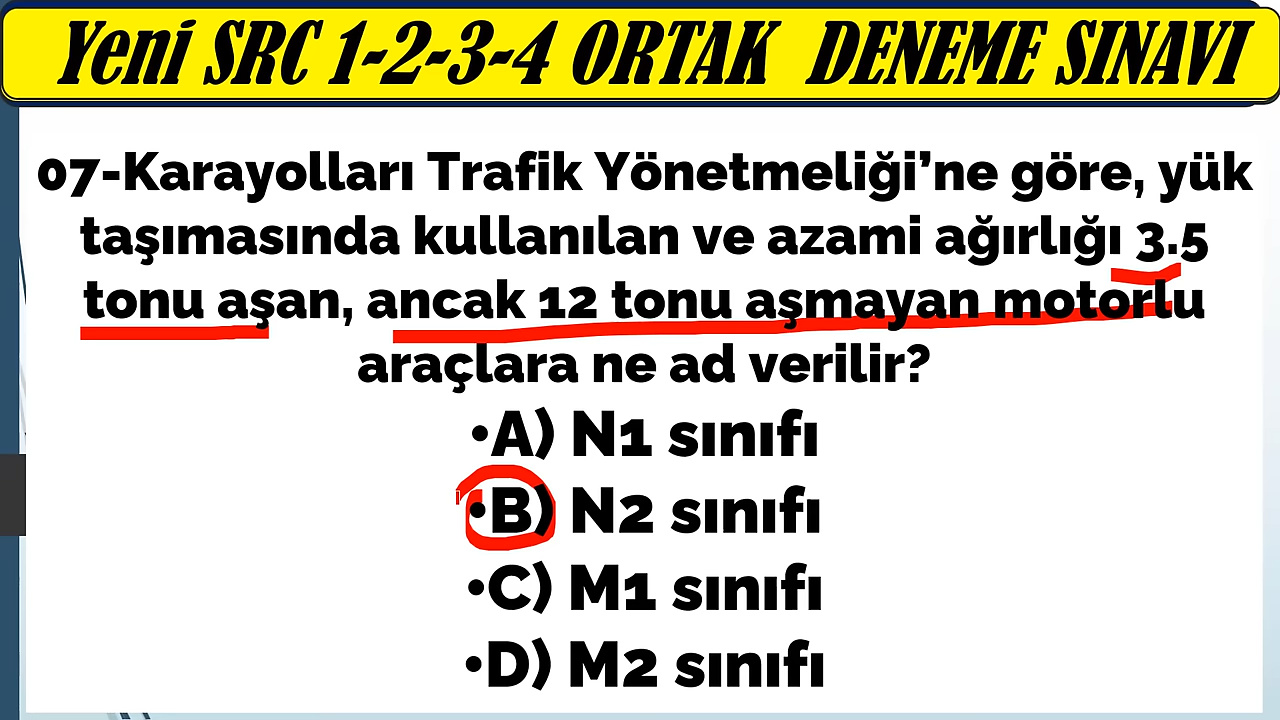 Yeni SRC 1-2-3-4 ORTAK DENEME SINAVI
07-Karayolları Trafik Yönetmeliği’ne göre, yük
taşımasında kullanılan ve azami ağırlığı 3.5
tonu aşan, ancak 12 tonu aşmayan motorlu
araçlara ne ad verilir?
•A) N1 sınıfı
•B) N2 sınıfı
•C) M1 sınıfı
•D) M2 sınıfı